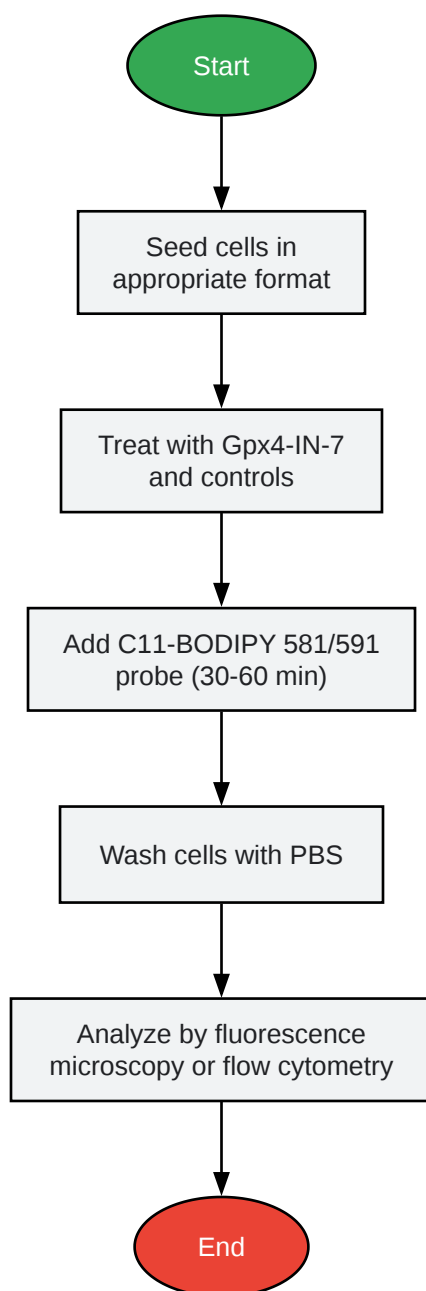 Start
Seed cells in
appropriate format
Treat with Gpx4-IN-7
and controls
Add C11-BODIPY 581/591
probe (30-60 min)
Wash cells with PBS
Analyze by fluorescence
microscopy or flow cytometry
End